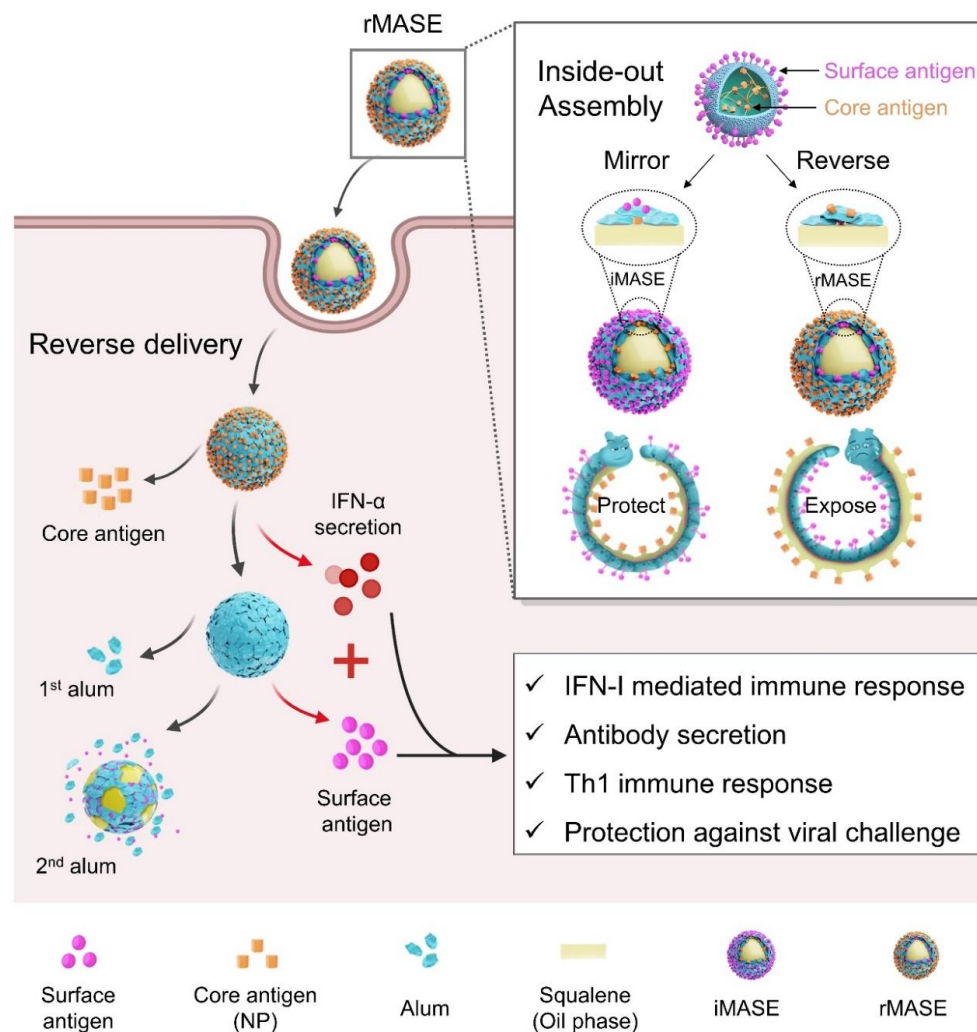 rMASE
Inside-out
Assembly
Surface antigen
Core antigen
Mirror
Reverse
iMASE
rMASE
Protect
Expose
Reverse delivery
Core antigen
IFN-α
secretion
1st alum
Surface
antigen
2nd alum
✓ IFN-I mediated immune response
✓ Antibody secretion
✓ Th1 immune response
✓ Protection against viral challenge
Surface
antigen
Core antigen
(NP)
Alum
Squalene
(Oil phase)
iMASE
rMASE